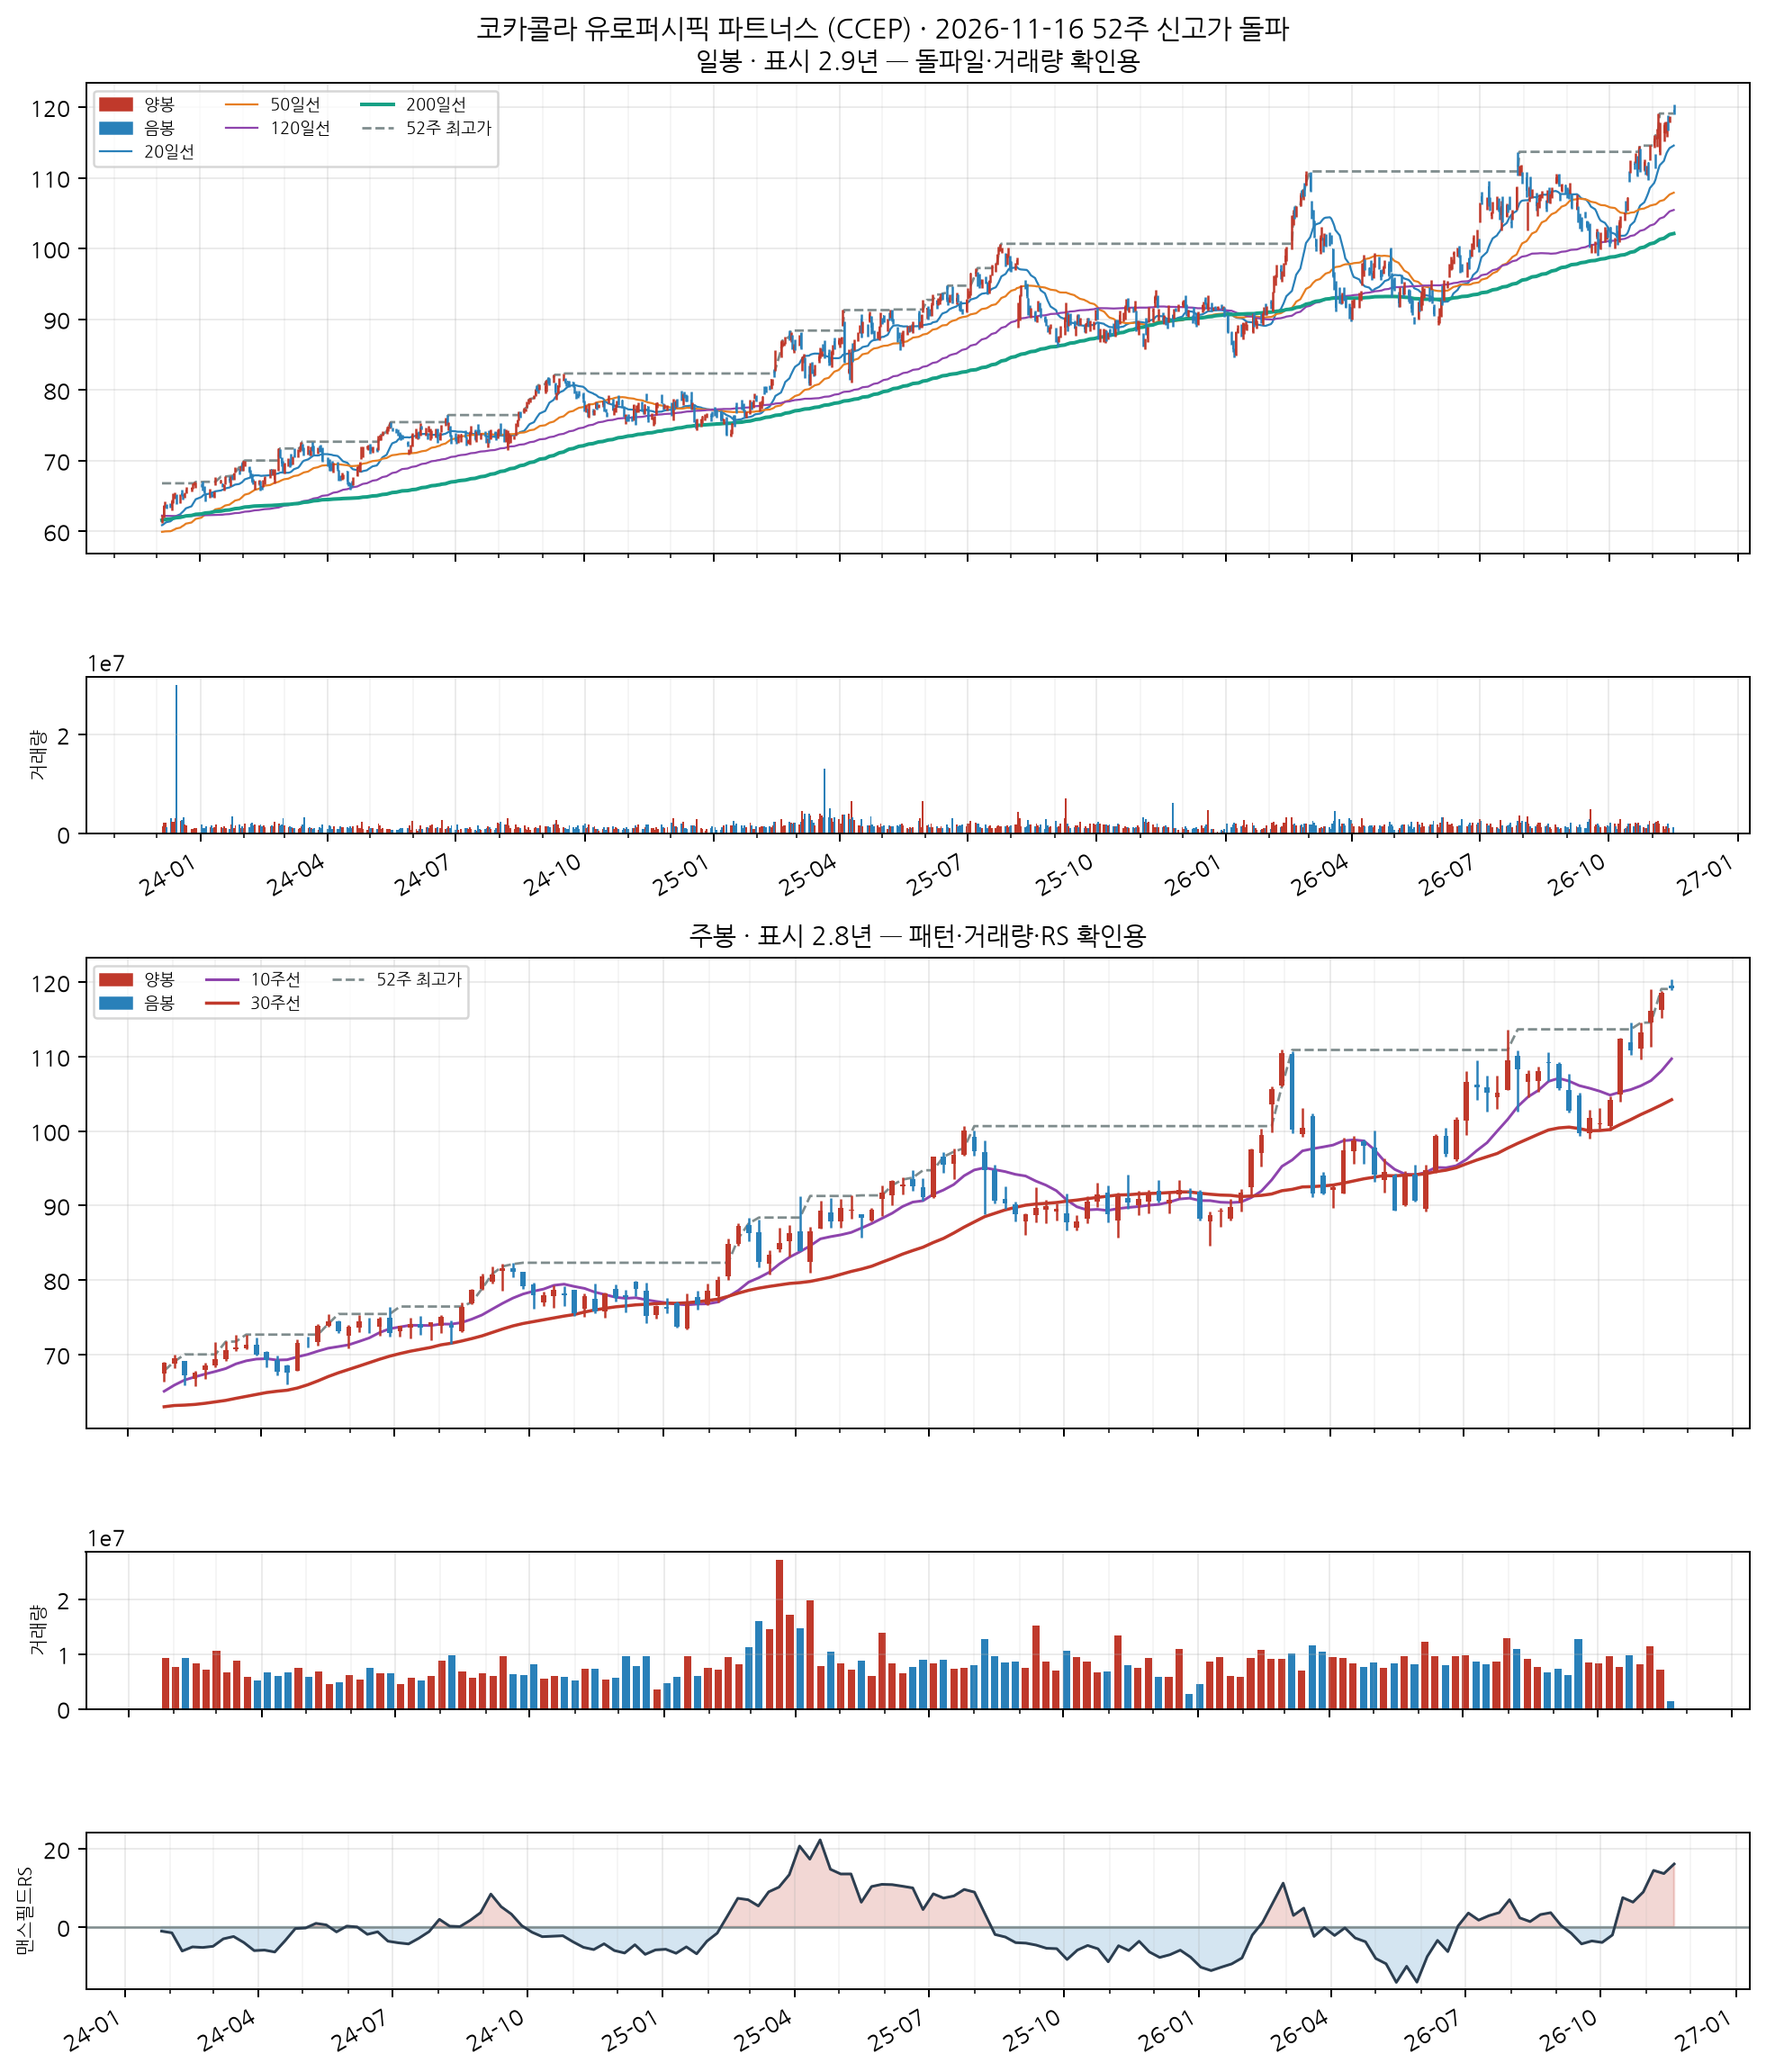 코카콜라 유로퍼시픽 파트너스 (CCEP) · 2026-11-16 52주 신고가 돌파
일봉 · 표시 2.9년 — 돌파일·거래량 확인용
양봉 50일선 200일선
음봉 120일선 52주 최고가
20일선
120
110
100
90
80
70
60
1e7
거래량
2
0
24-01 24-04 24-07 24-10 25-01 25-04 25-07 25-10 26-01 26-04 26-07 26-10 27-01
주봉 · 표시 2.8년 — 패턴·거래량·RS 확인용
양봉 10주선 52주 최고가
음봉 30주선
120
110
100
90
80
70
1e7
거래량
2
1
0
맨스필드RS
20
0
24-01 24-04 24-07 24-10 25-01 25-04 25-07 25-10 26-01 26-04 26-07 26-10 27-01